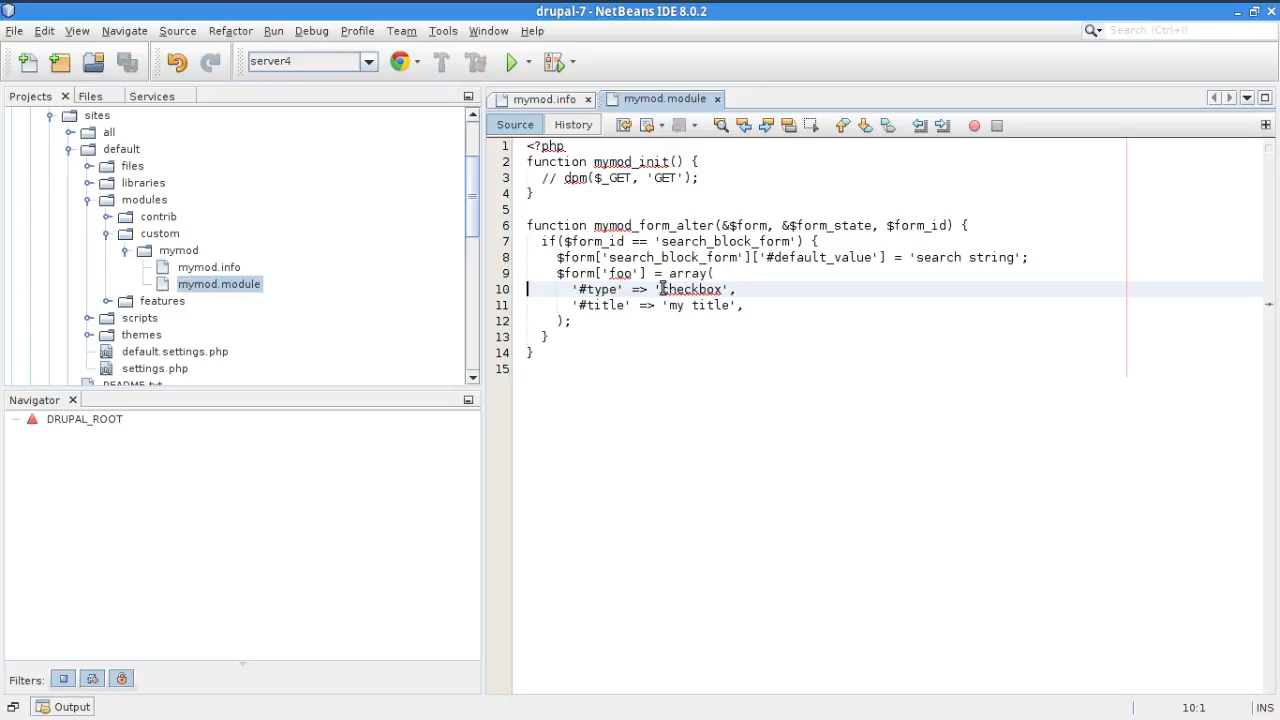 drupal-7 - NetBeans IDE 8.0.2
File Edit View Navigate Source Refactor Run Debug Profile Team Tools Window Help
Search (Ctrl+I)
server4
Projects Files Services
sites
all
default
files
libraries
modules
contrib
custom
mymod
mymod.info
mymod.module
features
scripts
themes
default.settings.php
settings.php
README.txt
Navigator
DRUPAL_ROOT
Filters:
Output
mymod.info mymod.module
Source History
1 <?php
2 function mymod_init() {
3 // dpm($_GET, 'GET');
4 }
5
6 function mymod_form_alter(&$form, &$form_state, $form_id) {
7 if($form_id == 'search_block_form') {
8 $form['search_block_form']['#default_value'] = 'search string';
9 $form['foo'] = array(
10 '#type' => 'checkbox',
11 '#title' => 'my title',
12 );
13 }
14 }
15
10:1 INS